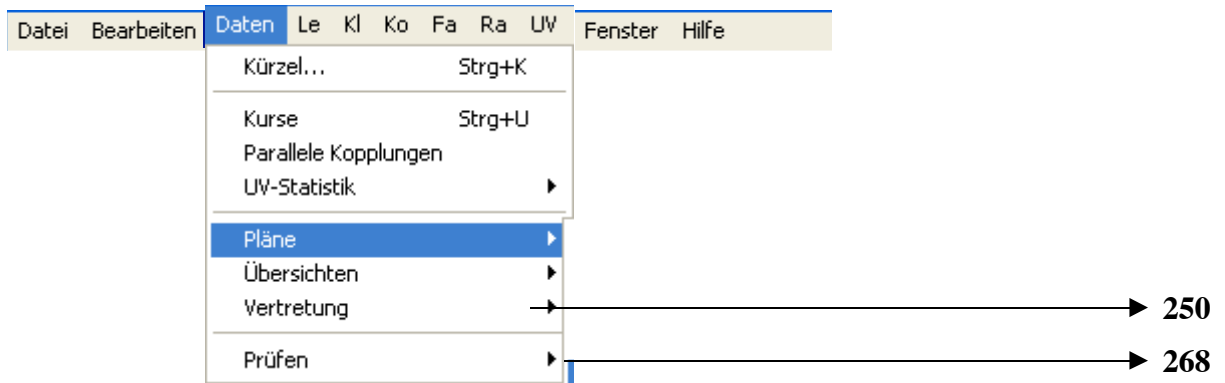 Datei Bearbeiten Daten Le Kl Ko Fa Ra UV Fenster Hilfe
Kürzel... Strg+K
Kurse Strg+U
Parallele Kopplungen
UV-Statistik
Pläne
Übersichten
Vertretung 250
Prüfen 268